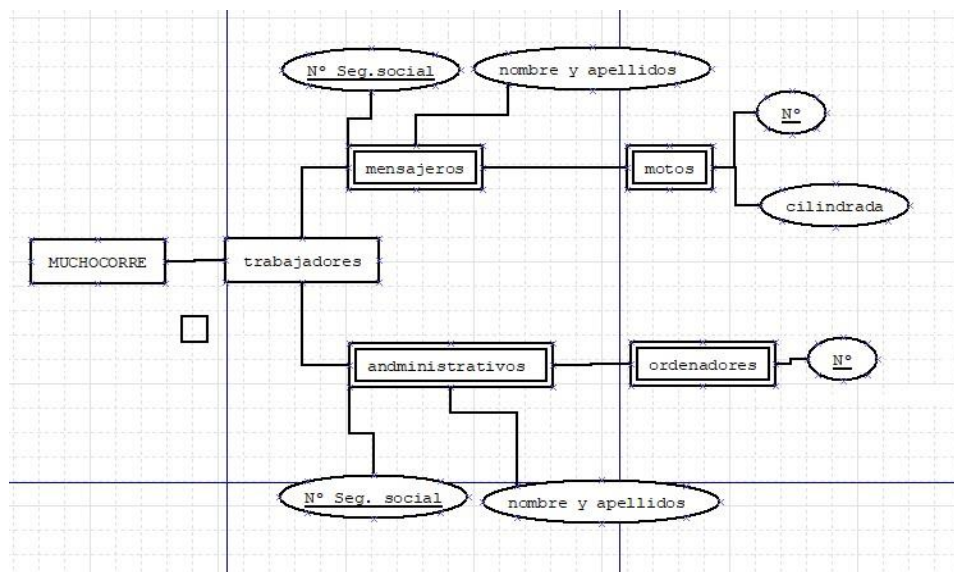 Nº Seg.social
nombre y apellidos
Nº
mensajeros
motos
cilindrada
MUCHOCORRE
trabajadores
andministrativos
ordenadores
Nº
Nº Seg. social
nombre y apellidos